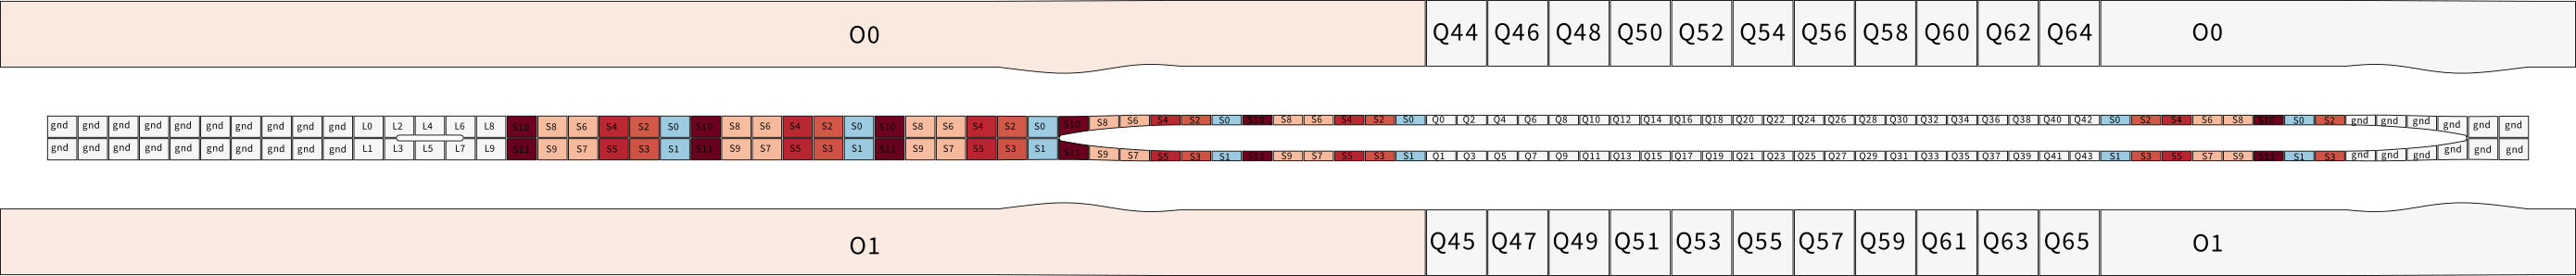 O0 Q44 Q46 Q48 Q50 Q52 Q54 Q56 Q58 Q60 Q62 Q64 O0
gnd gnd gnd gnd gnd gnd gnd gnd gnd gnd L0 L2 L4 L6 L8 S10 S8 S6 S4 S2 S0 S10 S8 S6 S4 S2 S0 S10 S8 S6 S4 S2 S0 S10 S8 S6 S4 S2 S0 S10 S8 S6 S4 S2 S0 Q0 Q2 Q4 Q6 Q8 Q10 Q12 Q14 Q16 Q18 Q20 Q22 Q24 Q26 Q28 Q30 Q32 Q34 Q36 Q38 Q40 Q42 S0 S2 S4 S6 S8 S10 S0 S2 gnd gnd gnd gnd gnd gnd
gnd gnd gnd gnd gnd gnd gnd gnd gnd gnd L1 L3 L5 L7 L9 S11 S9 S7 S5 S3 S1 S11 S9 S7 S5 S3 S1 S11 S9 S7 S5 S3 S1 S11 S9 S7 S5 S3 S1 S11 S9 S7 S5 S3 S1 Q1 Q3 Q5 Q7 Q9 Q11 Q13 Q15 Q17 Q19 Q21 Q23 Q25 Q27 Q29 Q31 Q33 Q35 Q37 Q39 Q41 Q43 S1 S3 S5 S7 S9 S11 S1 S3 gnd gnd gnd gnd gnd gnd
O1 Q45 Q47 Q49 Q51 Q53 Q55 Q57 Q59 Q61 Q63 Q65 O1